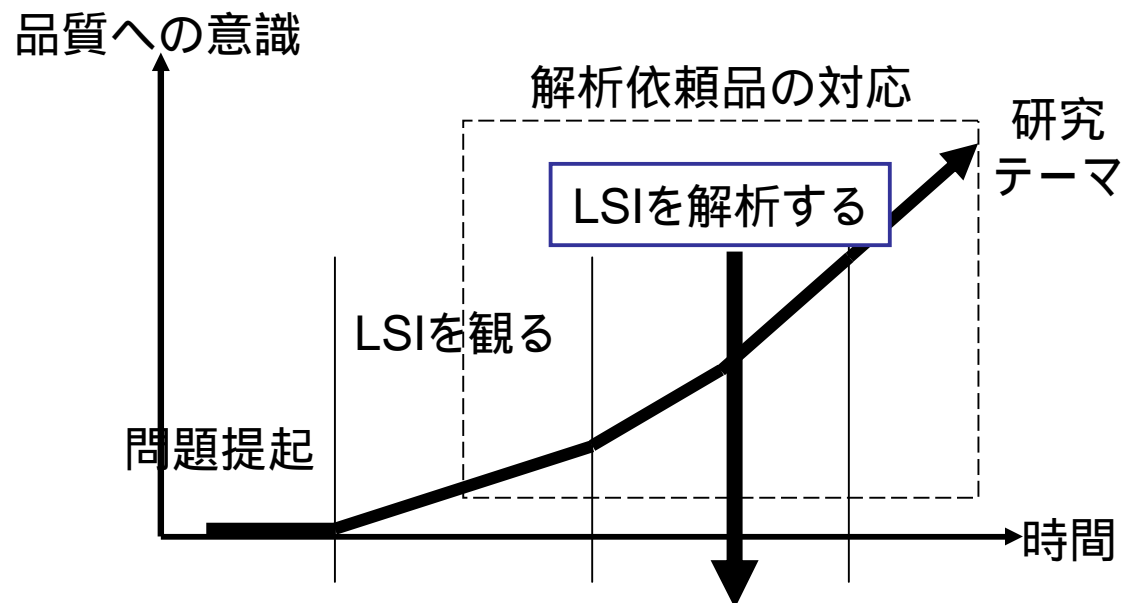 品質への意識
解析依頼品の対応
研究
テーマ
LSIを解析する
LSIを観る
問題提起
時間